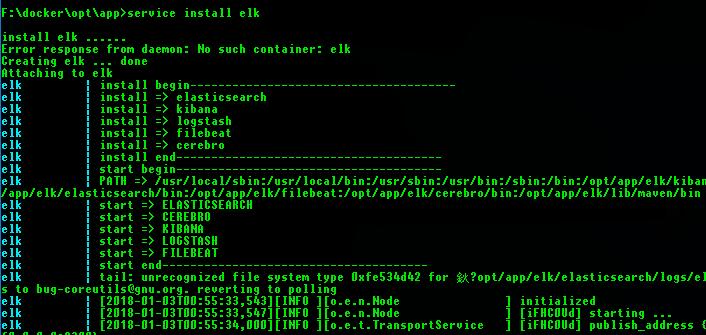 F:\docker\opt\app>service install elk
install elk ......
Error response from daemon: No such container: elk
Creating elk ... done
Attaching to elk
elk | install begin--------------------------------------
elk | install => elasticsearch
elk | install => kibana
elk | install => logstash
elk | install => filebeat
elk | install => cerebro
elk | install end--------------------------------------
elk | start begin--------------------------------------
elk | PATH => /usr/local/sbin:/usr/local/bin:/usr/sbin:/usr/bin:/sbin:/bin:/opt/app/elk/kiban
/app/elk/elasticsearch/bin:/opt/app/elk/filebeat:/opt/app/elk/cerebro/bin:/opt/app/elk/lib/maven/bin
elk | start => ELASTICSEARCH
elk | start => CEREBRO
elk | start => KIBANA
elk | start => LOGSTASH
elk | start => FILEBEAT
elk | start end--------------------------------------
elk | tail: unrecognized file system type 0xfe534d42 for 鈥?opt/app/elk/elasticsearch/logs/el
s to bug-coreutils@gnu.org. reverting to polling
elk | [2018-01-03T00:55:33,543][INFO ][o.e.n.Node ] initialized
elk | [2018-01-03T00:55:33,547][INFO ][o.e.n.Node ] [iFHCOUd] starting ...
elk | [2018-01-03T00:55:34,000][INFO ][o.e.t.TransportService ] [iFHCOUd] publish_address